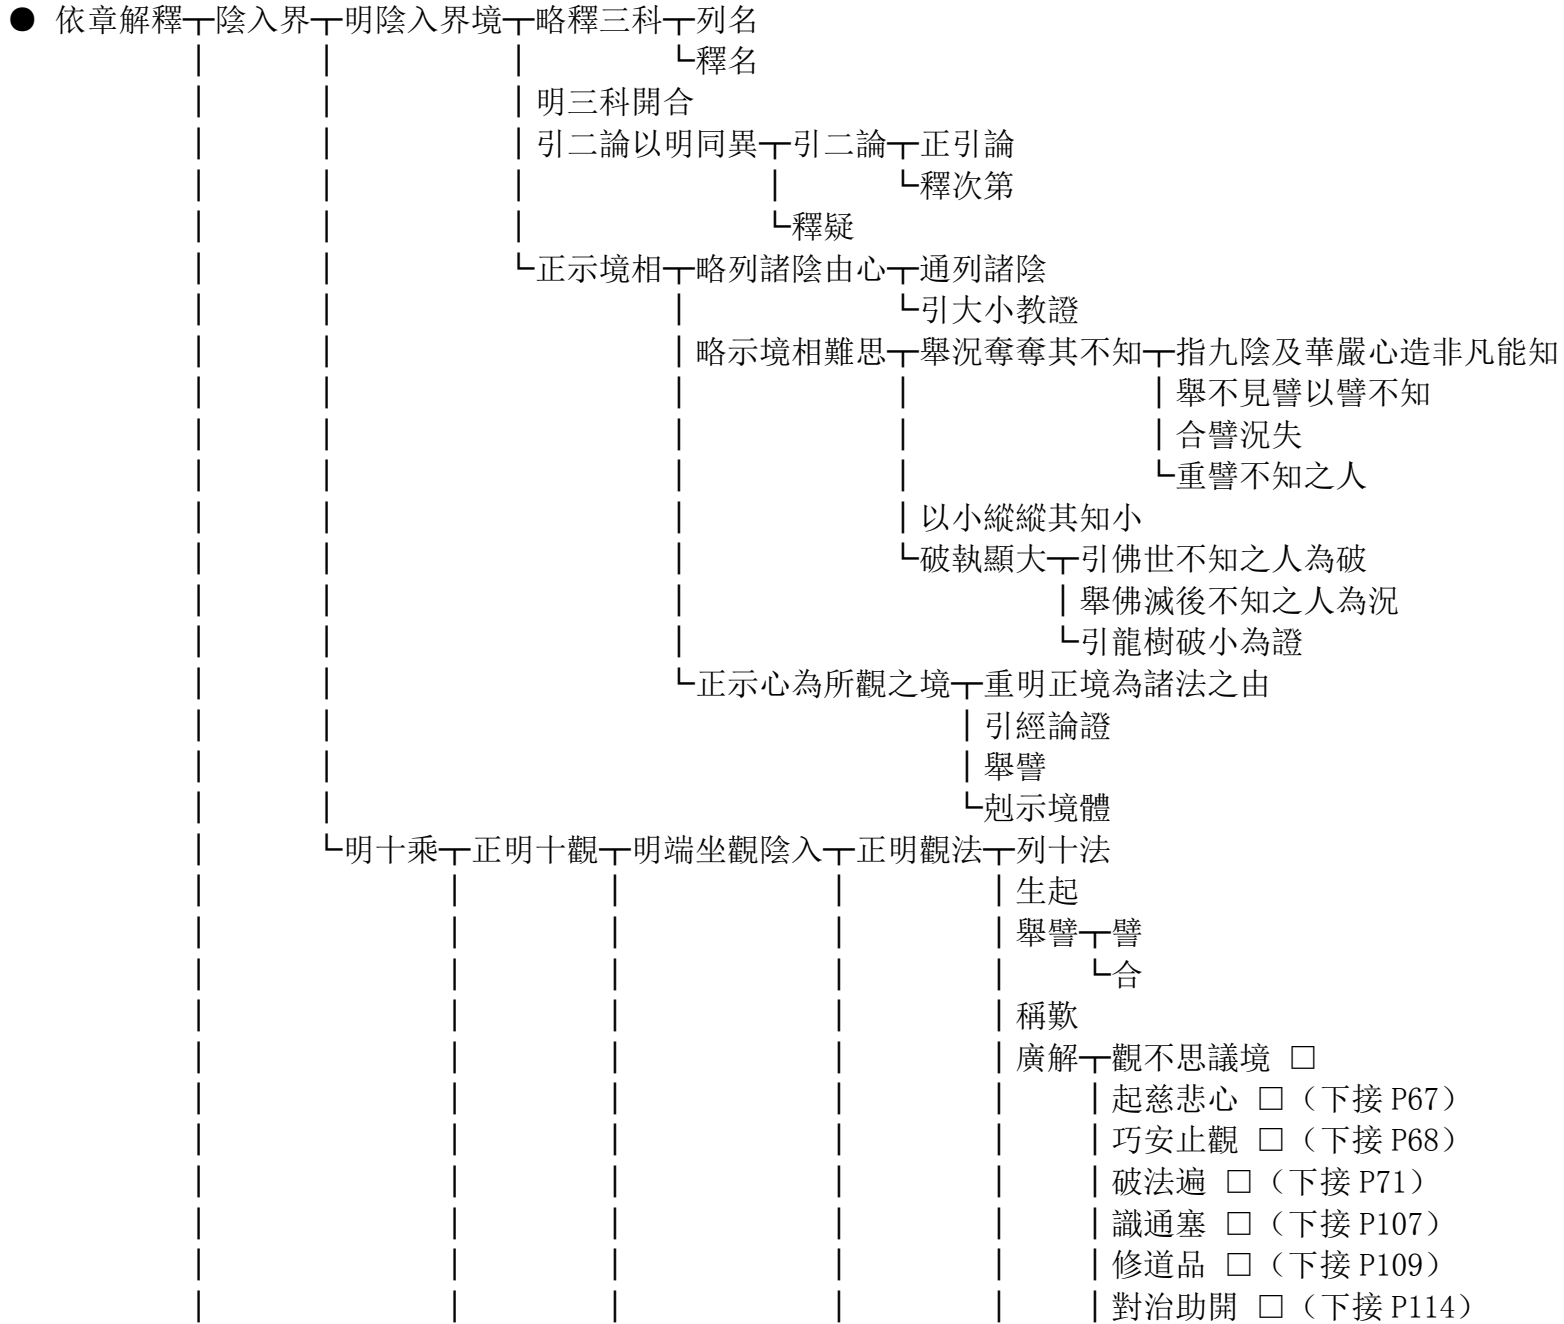 ● 依章解釋┬陰入界┬明陰入界境┬略釋三科┬列名
│ │ │ └釋名
│ │ │明三科開合
│ │ │引二論以明同異┬引二論┬正引論
│ │ │ │ └釋次第
│ │ │ └釋疑
│ │ └正示境相┬略列諸陰由心┬通列諸陰
│ │ │ └引大小教證
│ │ │略示境相難思┬舉況奪奪其不知┬指九陰及華嚴心造非凡能知
│ │ │ │ │舉不見譬以譬不知
│ │ │ │ │合譬況失
│ │ │ │ └重譬不知之人
│ │ │ │以小縱縱其知小
│ │ │ └破執顯大┬引佛世不知之人為破
│ │ │ │舉佛滅後不知之人為況
│ │ │ └引龍樹破小為證
│ │ └正示心為所觀之境┬重明正境為諸法之由
│ │ │引經論證
│ │ │舉譬
│ │ └剋示境體
│ └明十乘┬正明十觀┬明端坐觀陰入┬正明觀法┬列十法
│ │ │ │ │生起
│ │ │ │ │舉譬┬譬
│ │ │ │ │ └合
│ │ │ │ │稱歎
│ │ │ │ │廣解┬觀不思議境 □
│ │ │ │ │ │起慈悲心 □（下接 P67）
│ │ │ │ │ │巧安止觀 □（下接 P68）
│ │ │ │ │ │破法遍 □（下接 P71）
│ │ │ │ │ │識通塞 □（下接 P107）
│ │ │ │ │ │修道品 □（下接 P109）
│ │ │ │ │ │對治助開 □（下接 P114）